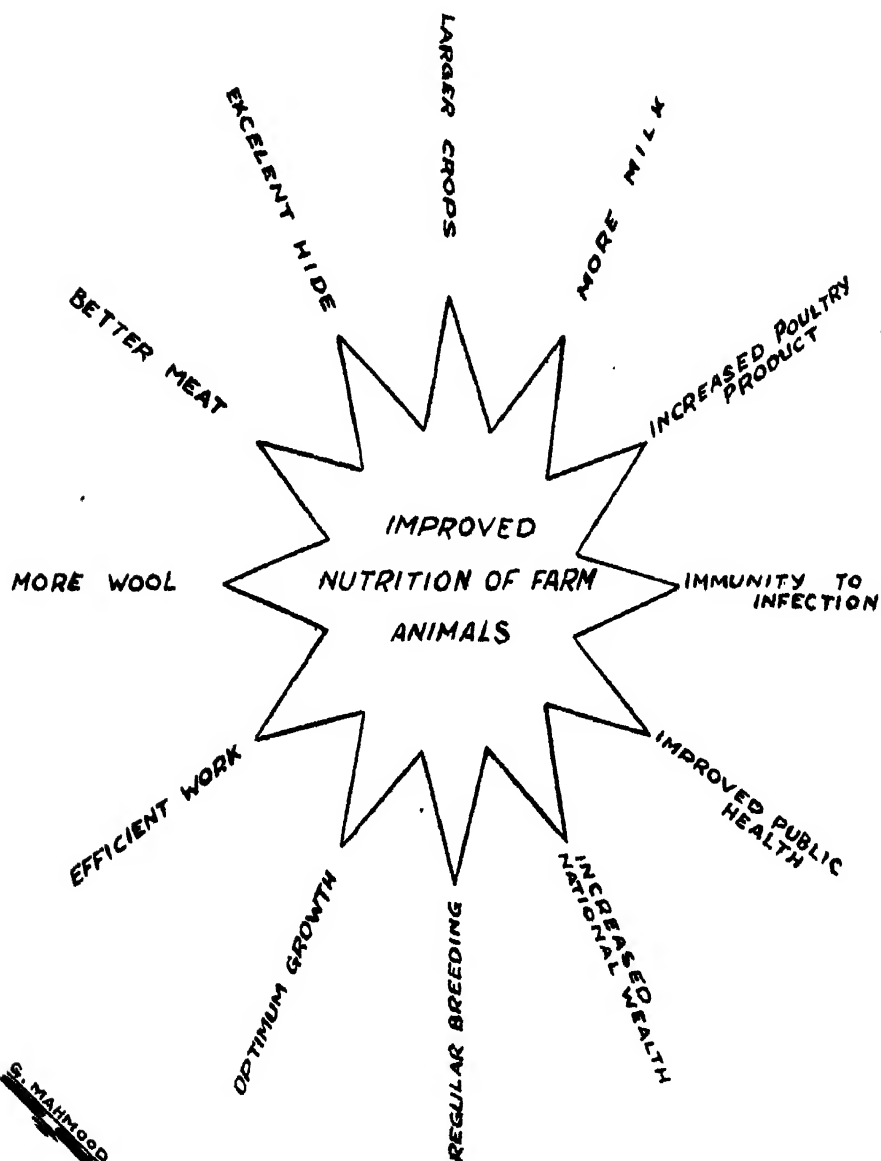 LARGER CROPS
MORE MILK
INCREASED POULTRY
PRODUCT
IMMUNITY TO
INFECTION
IMPROVED PUBLIC
HEALTH
INCREASED
NATIONAL WEALTH
REGULAR BREEDING
OPTIMUM GROWTH
EFFICIENT WORK
MORE WOOL
BETTER MEAT
EXCELENT HIDE
IMPROVED
NUTRITION OF FARM
ANIMALS
S. MAHMOOD